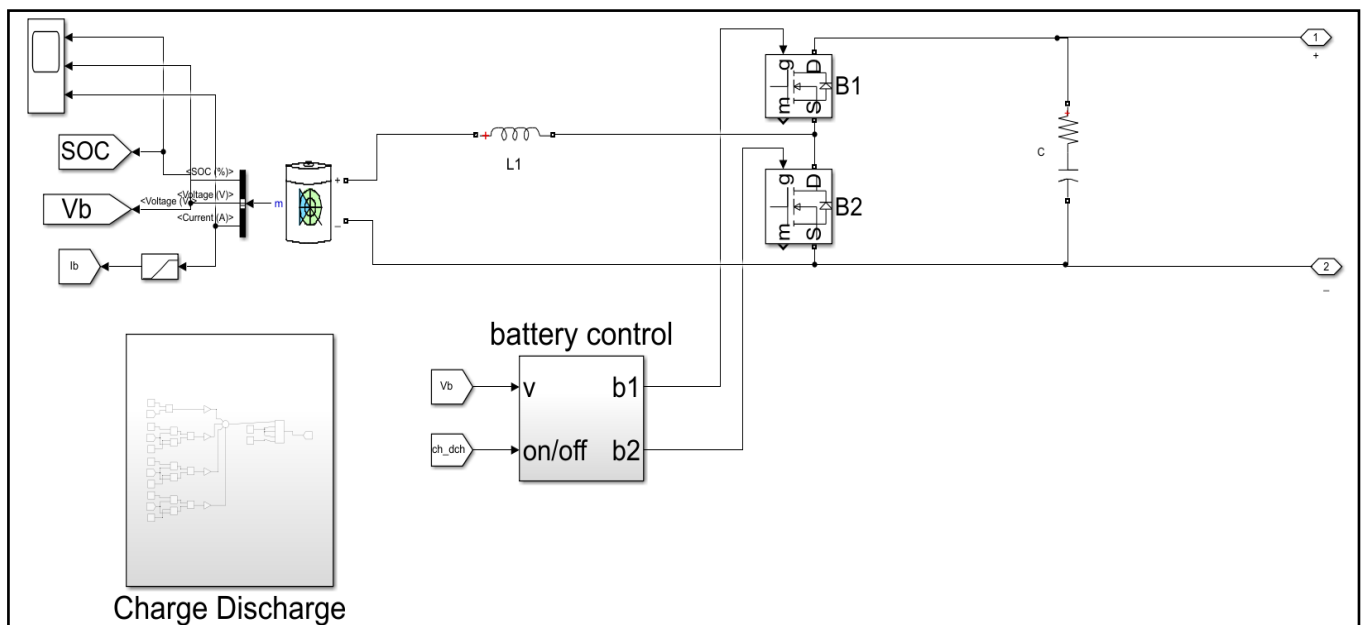 1
+
g
D
m
S
B1
+
C
+
L1
SOC
<SOC (%)>
Vb
<Voltage (V)>
<Voltage (V)>
<Current (A)>
m
+
_
g
D
m
S
B2
Ib
2
_
battery control
Vb
v
b1
ch_dch
on/off
b2
Charge Discharge